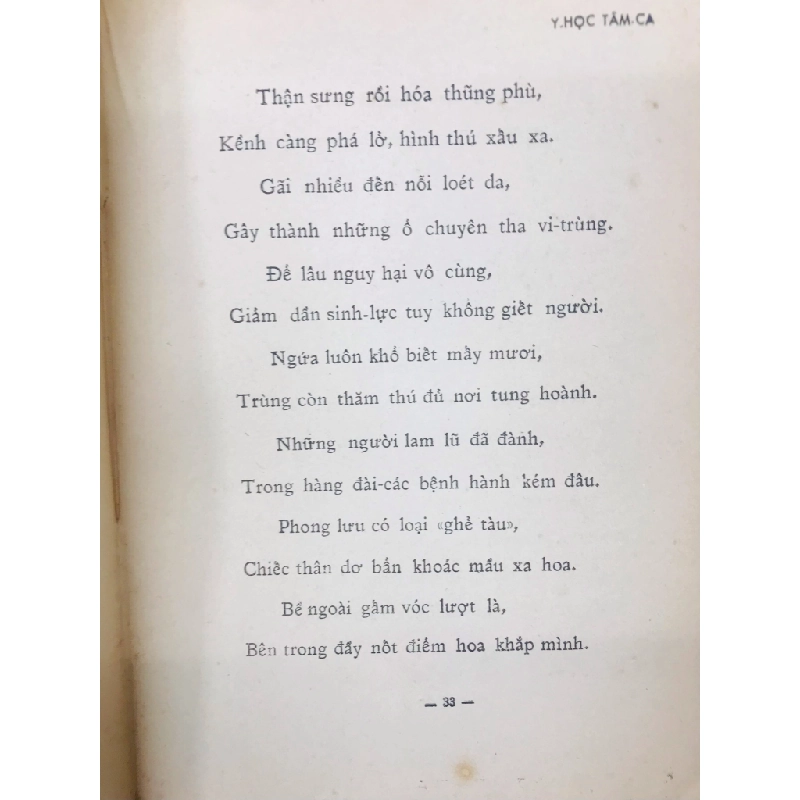 Y.HỌC TÂM.CA
Thận sưng rồi hóa thũng phù,
Kềnh càng phá lở, hình thú xấu xa.
Gãi nhiều đến nỗi loét da,
Gây thành những ổ chuyên tha vi-trùng.
Để lâu nguy hại vô cùng,
Giảm dần sinh-lực tuy không giết người.
Ngứa luôn khổ biết mấy mươi,
Trùng còn thăm thú đủ nơi tung hoành.
Những người lam lũ đã đành,
Trong hàng đài-các bệnh hành kém đâu.
Phong lưu có loại «ghẻ tàu»,
Chiếc thân dơ bẩn khoác mầu xa hoa.
Bề ngoài gấm vóc lượt là,
Bên trong đầy nốt điểm hoa khắp mình.
— 33 —